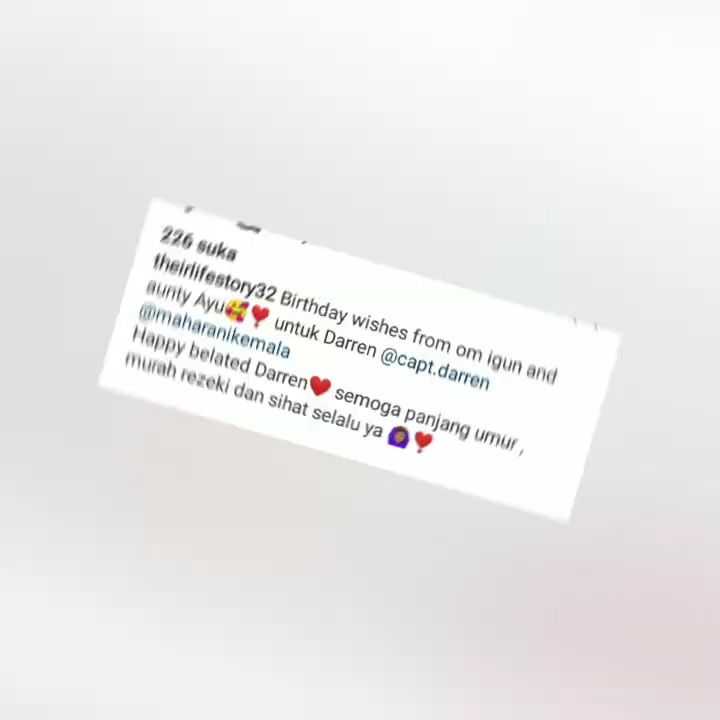 226 suka
theirlifestory32 Birthday wishes from om igun and
aunty Ayu🥰❣️ untuk Darren @capt.darren
@maharanikemala
Happy belated Darren❤️ semoga panjang umur,
murah rezeki dan sihat selalu ya 🙆🏽‍♀️❣️